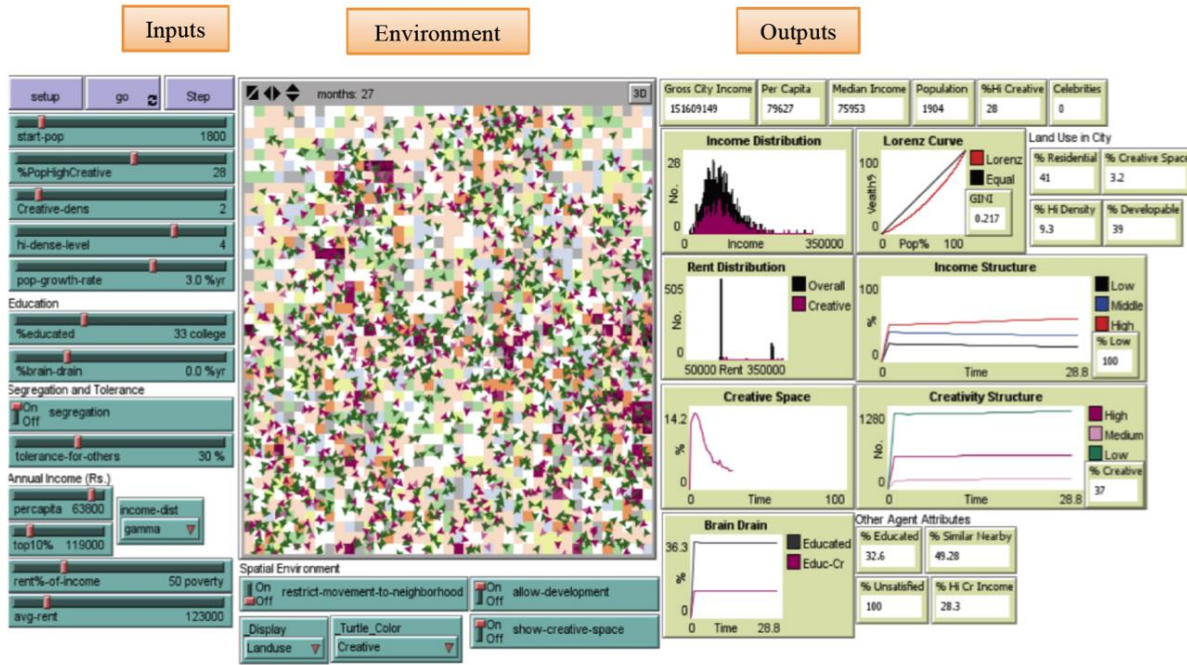 Inputs
Environment
Outputs
setup
go
Step
start-pop 1800
%PopHighCreative 28
Creative-dens 2
hi-dense-level 4
pop-growth-rate 3.0 %yr
Education
%educated 33 college
%brain-drain 0.0 %yr
Segregation and Tolerance
On
Off
segregation
tolerance-for-others 30 %
Annual Income (Rs.)
percapita 63800
top10% 119000
income-dist
gamma
rent%-of-income 50 poverty
avg-rent 123000
months: 27
3D
Spatial Environment
On
Off
restrict-movement-to-neighborhood
On
Off
allow-development
_Display
Landuse
_Turtle_Color
Creative
On
Off
show-creative-space
Gross City Income
151609149
Per Capita
79627
Median Income
75953
Population
1904
%Hi Creative
28
Celebrities
0
Income Distribution
28
No.
0
0 Income 350000
Lorenz Curve
100
Wealth%
0
0 Pop% 100
Lorenz
Equal
GINI
0.217
Land Use in City
% Residential
41
% Creative Space
3.2
% Hi Density
9.3
% Developable
39
Rent Distribution
505
No.
0
50000 Rent 350000
Overall
Creative
Income Structure
100
%
0
0 Time 28.8
Low
Middle
High
% Low
100
Creative Space
14.2
%
0
0 Time 100
Creativity Structure
1280
No.
0
0 Time 28.8
High
Medium
Low
% Creative
37
Brain Drain
36.3
%
0
0 Time 28.8
Educated
Educ-Cr
Other Agent Attributes
% Educated
32.6
% Similar Nearby
49.28
% Unsatisfied
100
% Hi Cr Income
28.3